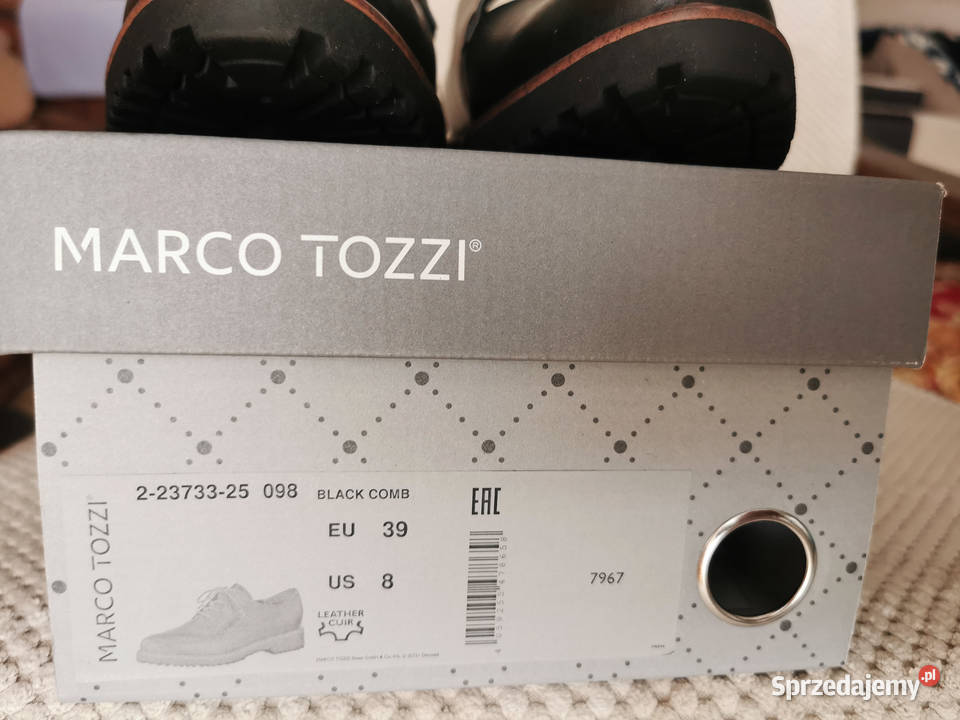 MARCO TOZZI®
2-23733-25 098 BLACK COMB
EAC
EU 39
US 8
7967
LEATHER
CUIR
MARCO TOZZI®
Sprzedajemy.pl